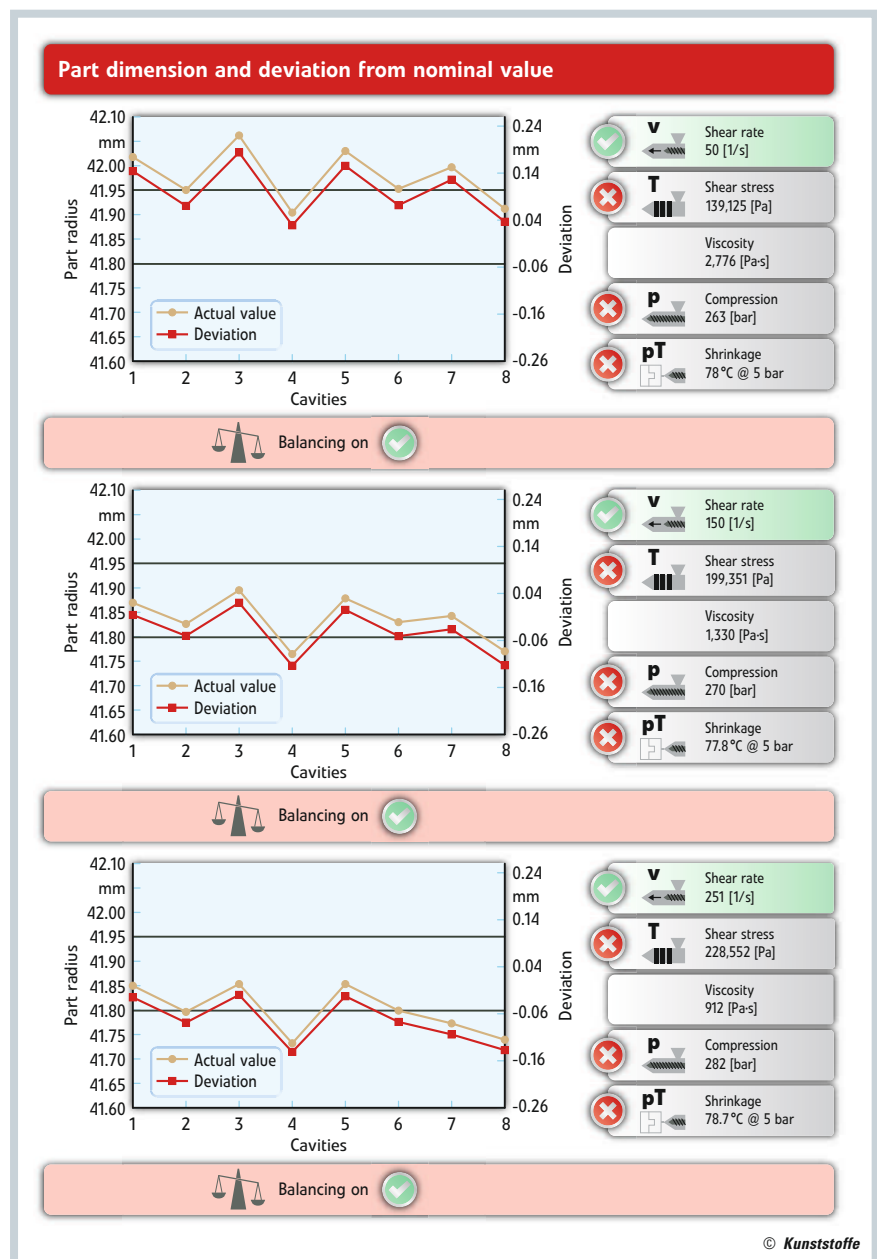 Part dimension and deviation from nominal value
42.10
mm
42.00
41.95
41.90
41.85
41.80
41.75
41.70
41.65
41.60
Part radius
1 2 3 4 5 6 7 8
Cavities
0.24
mm
0.14
0.04
-0.06
-0.16
-0.26
Deviation
Actual value
Deviation
v
Shear rate
50 [1/s]
T
Shear stress
139,125 [Pa]
Viscosity
2,776 [Pa·s]
p
Compression
263 [bar]
pT
Shrinkage
78°C @ 5 bar
Balancing on
42.10
mm
42.00
41.95
41.90
41.85
41.80
41.75
41.70
41.65
41.60
Part radius
1 2 3 4 5 6 7 8
Cavities
0.24
mm
0.14
0.04
-0.06
-0.16
-0.26
Deviation
Actual value
Deviation
v
Shear rate
150 [1/s]
T
Shear stress
199,351 [Pa]
Viscosity
1,330 [Pa·s]
p
Compression
270 [bar]
pT
Shrinkage
77.8°C @ 5 bar
Balancing on
42.10
mm
42.00
41.95
41.90
41.85
41.80
41.75
41.70
41.65
41.60
Part radius
1 2 3 4 5 6 7 8
Cavities
0.24
mm
0.14
0.04
-0.06
-0.16
-0.26
Deviation
Actual value
Deviation
v
Shear rate
251 [1/s]
T
Shear stress
228,552 [Pa]
Viscosity
912 [Pa·s]
p
Compression
282 [bar]
pT
Shrinkage
78.7°C @ 5 bar
Balancing on
© Kunststoffe